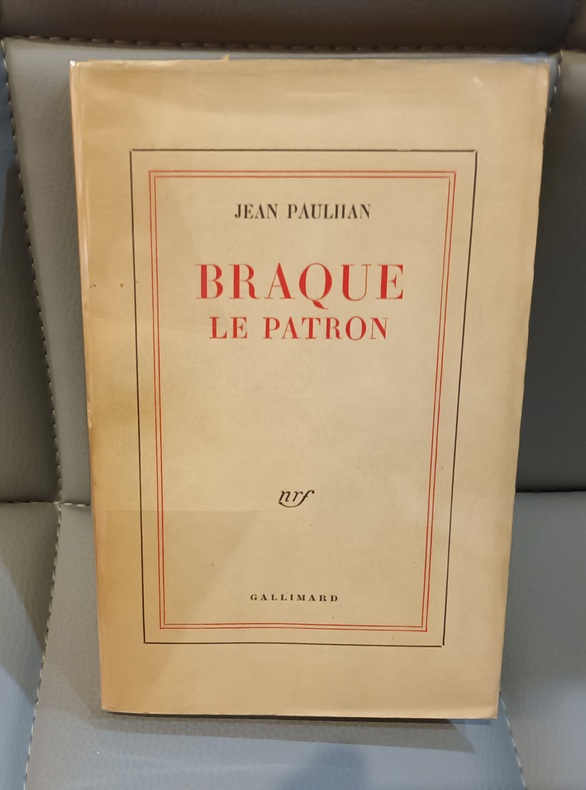 JEAN PAULHAN
BRAQUE
LE PATRON
nrf
GALLIMARD